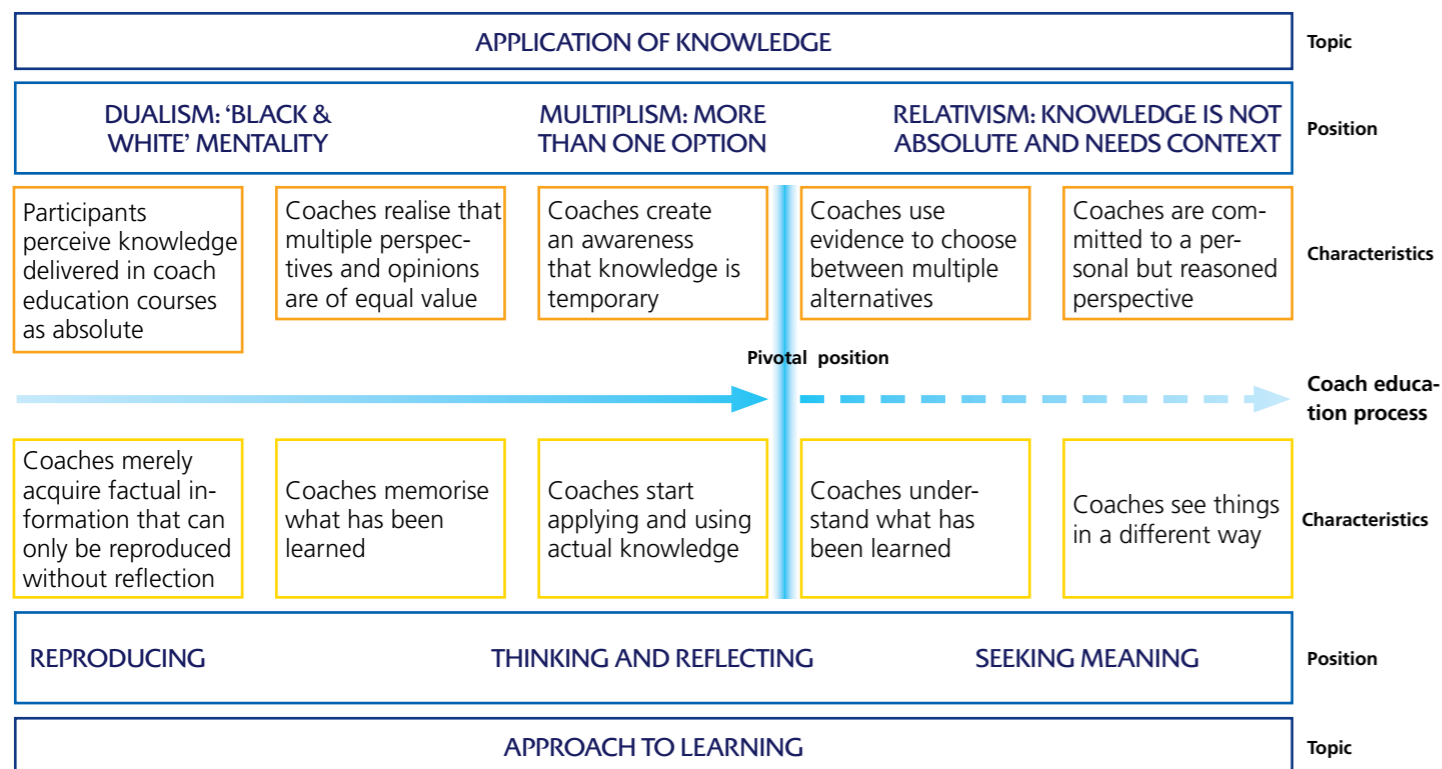 APPLICATION OF KNOWLEDGE
Topic
DUALISM: ‘BLACK &
WHITE’ MENTALITY
MULTIPLISM: MORE
THAN ONE OPTION
RELATIVISM: KNOWLEDGE IS NOT
ABSOLUTE AND NEEDS CONTEXT
Position
Participants
perceive knowledge
delivered in coach
education courses
as absolute
Coaches realise that
multiple perspec-
tives and opinions
are of equal value
Coaches create
an awareness
that knowledge is
temporary
Coaches use
evidence to choose
between multiple
alternatives
Coaches are com-
mitted to a per-
sonal but reasoned
perspective
Characteristics
Pivotal position
Coach educa-
tion process
Coaches merely
acquire factual in-
formation that can
only be reproduced
without reflection
Coaches memorise
what has been
learned
Coaches start
applying and using
actual knowledge
Coaches under-
stand what has
been learned
Coaches see things
in a different way
Characteristics
REPRODUCING
THINKING AND REFLECTING
SEEKING MEANING
Position
APPROACH TO LEARNING
Topic